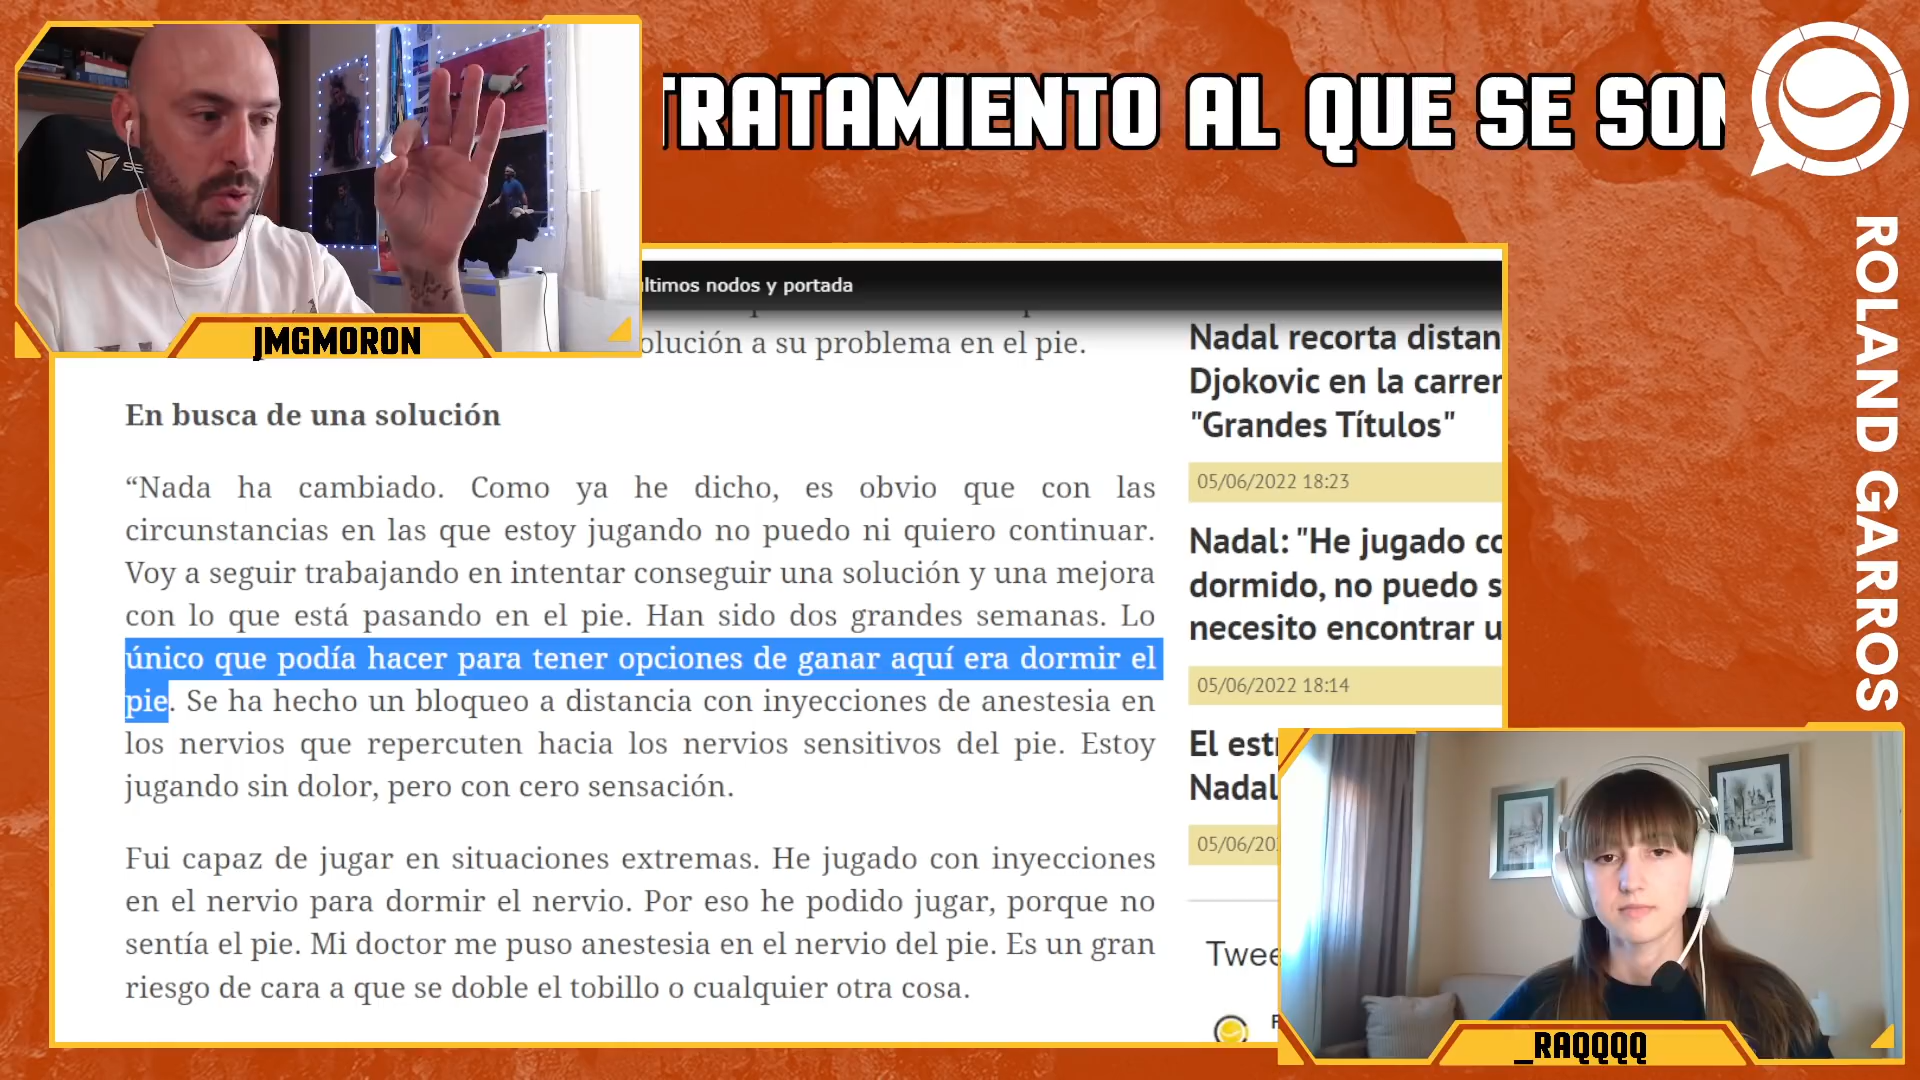 TRATAMIENTO AL QUE SE SON
ROLAND GARROS
JMGMORON
ltimos nodos y portada
olución a su problema en el pie.
En busca de una solución
“Nada ha cambiado. Como ya he dicho, es obvio que con las
circunstancias en las que estoy jugando no puedo ni quiero continuar.
Voy a seguir trabajando en intentar conseguir una solución y una mejora
con lo que está pasando en el pie. Han sido dos grandes semanas. Lo
único que podía hacer para tener opciones de ganar aquí era dormir el
pie. Se ha hecho un bloqueo a distancia con inyecciones de anestesia en
los nervios que repercuten hacia los nervios sensitivos del pie. Estoy
jugando sin dolor, pero con cero sensación.
Fui capaz de jugar en situaciones extremas. He jugado con inyecciones
en el nervio para dormir el nervio. Por eso he podido jugar, porque no
sentía el pie. Mi doctor me puso anestesia en el nervio del pie. Es un gran
riesgo de cara a que se doble el tobillo o cualquier otra cosa.
Nadal recorta distan
Djokovic en la carrer
"Grandes Títulos"
05/06/2022 18:23
Nadal: "He jugado co
dormido, no puedo s
necesito encontrar u
05/06/2022 18:14
El est
Nadal
05/06/20
Twee
_RAQQQQ